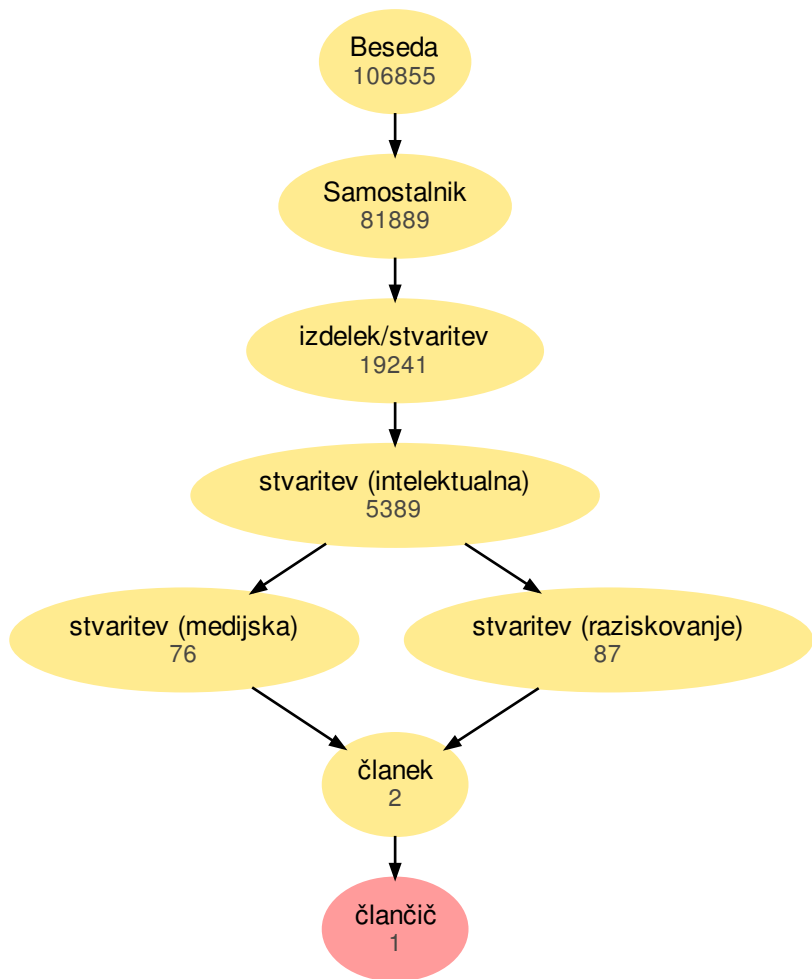 Beseda
106855
Samostalnik
81889
izdelek/stvaritev
19241
stvaritev (intelektualna)
5389
stvaritev (medijska)
76
stvaritev (raziskovanje)
87
članek
2
člančič
1